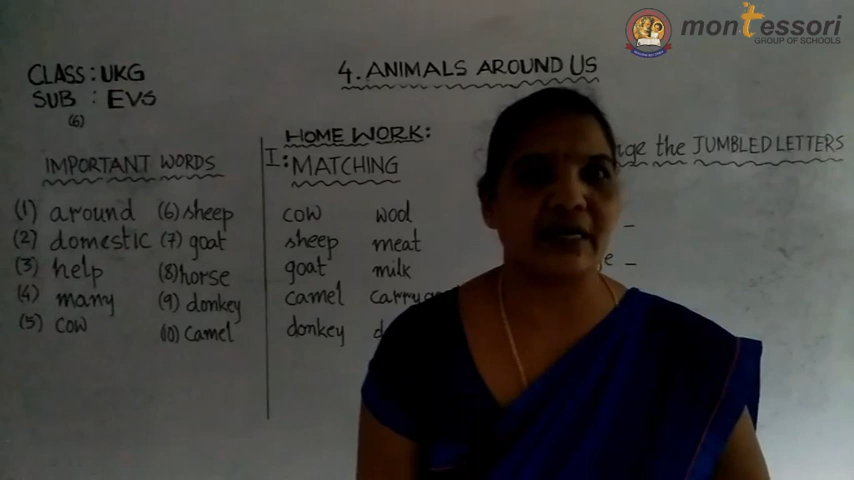 montessori
GROUP OF SCHOOLS
CLASS: UKG
SUB : EVS
(6)
4. ANIMALS AROUND US
IMPORTANT WORDS
(1) around (6) sheep
(2) domestic (7) goat
(3) help (8) horse
(4) many (9) donkey
(5) cow (10) camel
HOME WORK:
I: MATCHING
cow wool
sheep meat
goat milk
camel carry
donkey
nge the JUMBLED LETTERS
–
e –